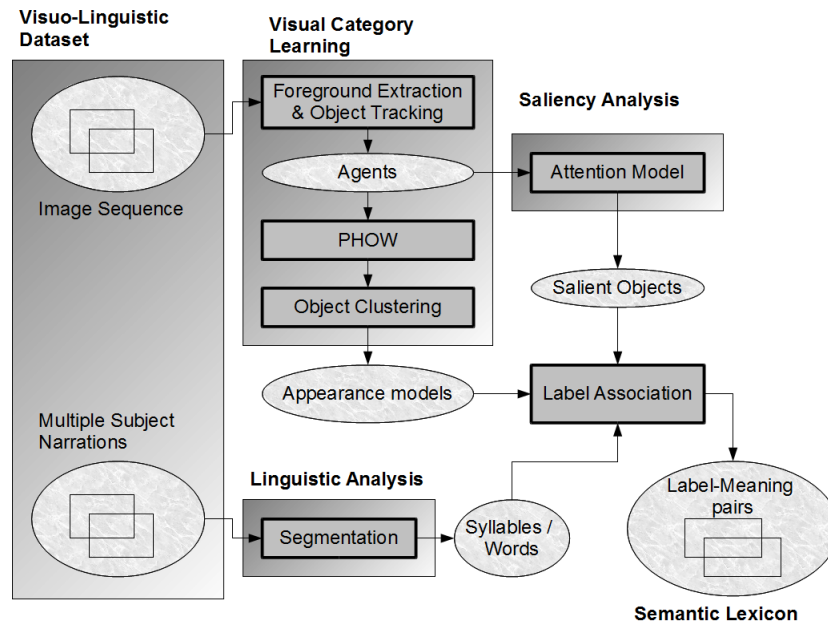 Visuo-Linguistic
Dataset
Visual Category
Learning
Foreground Extraction
& Object Tracking
Saliency Analysis
Agents
Attention Model
Image Sequence
PHOW
Salient Objects
Object Clustering
Appearance models
Label Association
Multiple Subject
Narrations
Linguistic Analysis
Label-Meaning
pairs
Segmentation
Syllables /
Words
Semantic Lexicon